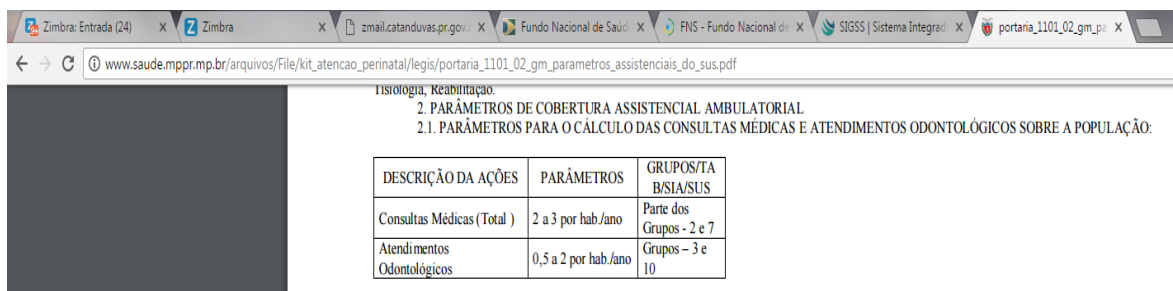 Zimbra: Entrada (24)
Zimbra
zmail.catanduvas.pr.gov.
Fundo Nacional de Saúd
FNS - Fundo Nacional de
SIGSS | Sistema Integrad
portaria_1101_02_gm_pa
www.saude.mppr.mp.br/arquivos/File/kit_atencao_perinatal/legis/portaria_1101_02_gm_parametros_assistenciais_do_sus.pdf
Tisiologia, Reabilitação.
2. PARÂMETROS DE COBERTURA ASSISTENCIAL AMBULATORIAL
2.1. PARÂMETROS PARA O CÁLCULO DAS CONSULTAS MÉDICAS E ATENDIMENTOS ODONTOLÓGICOS SOBRE A POPULAÇÃO:
DESCRIÇÃO DA AÇÕES
PARÂMETROS
GRUPOS/TA
B/SIA/SUS
Consultas Médicas (Total )
2 a 3 por hab./ano
Parte dos
Grupos - 2 e 7
Atendimentos
Odontológicos
0,5 a 2 por hab./ano
Grupos – 3 e
10